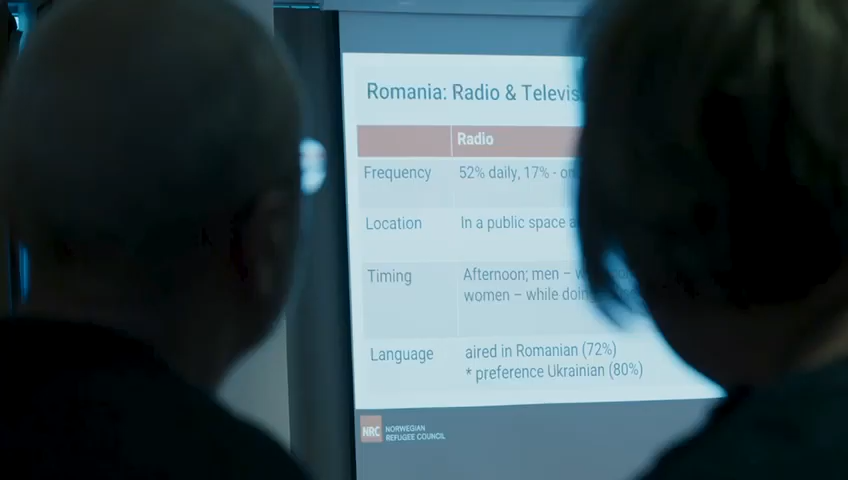 Romania: Radio & Televis
Radio
Frequency 52% daily, 17% - on
Location In a public space a
Timing Afternoon; men – w
women – while doin
Language aired in Romanian (72%)
* preference Ukrainian (80%)
NRC NORWEGIAN
REFUGEE COUNCIL